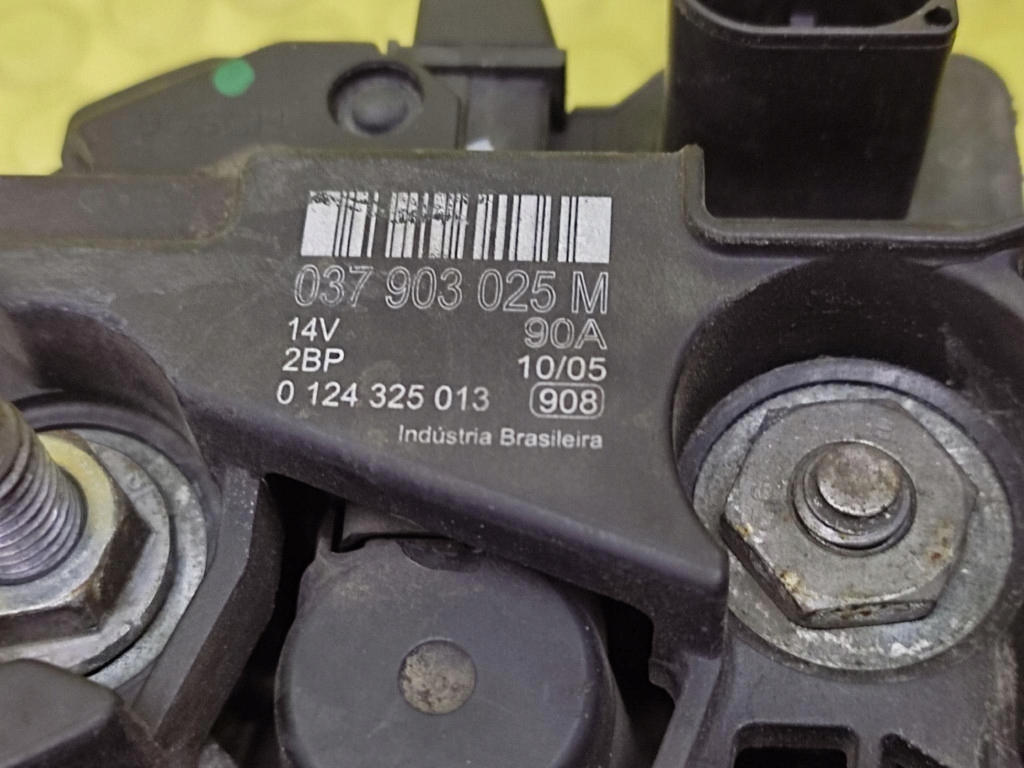 037 903 025 M
14V 90A
2BP 10/05
0 124 325 013 908
Indústria Brasileira